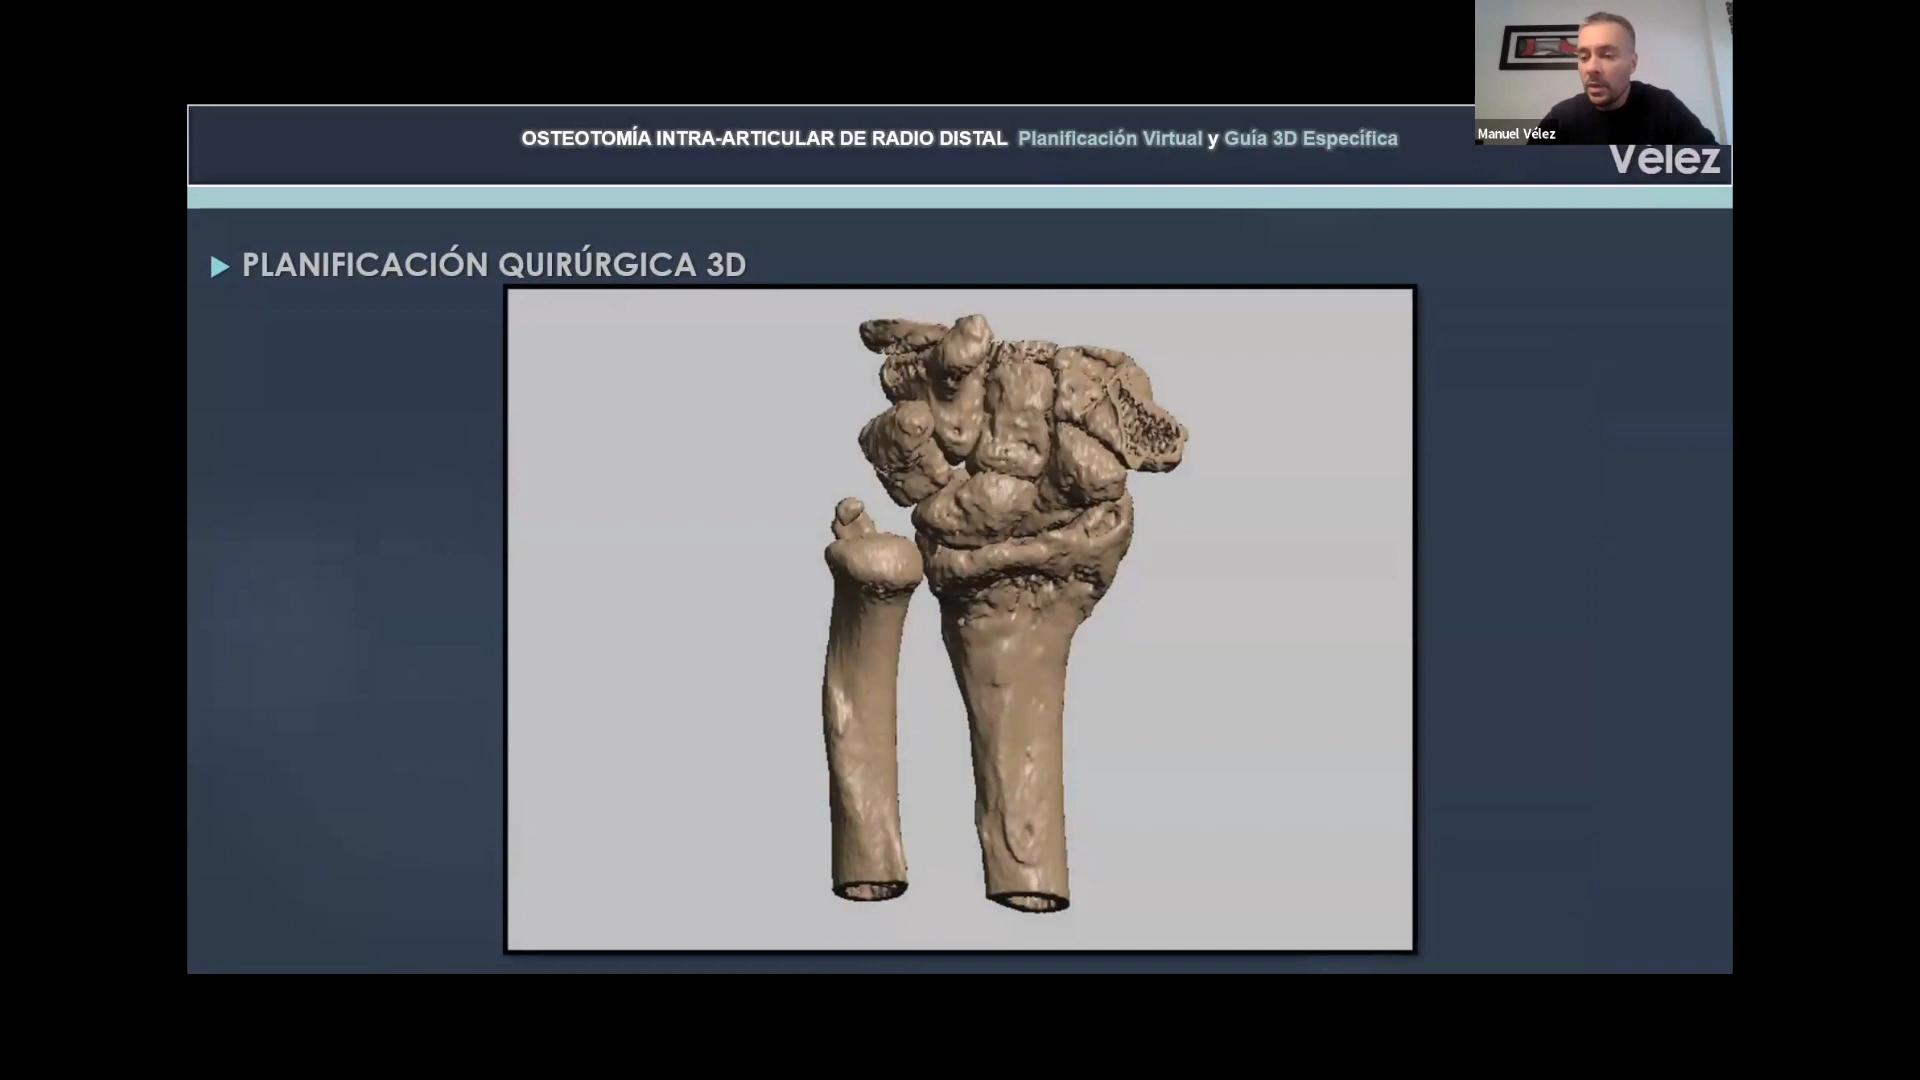 OSTEOTOMÍA INTRA-ARTICULAR DE RADIO DISTAL Planificación Virtual y Guía 3D Específica
Manuel Vélez
Vélez
PLANIFICACIÓN QUIRÚRGICA 3D